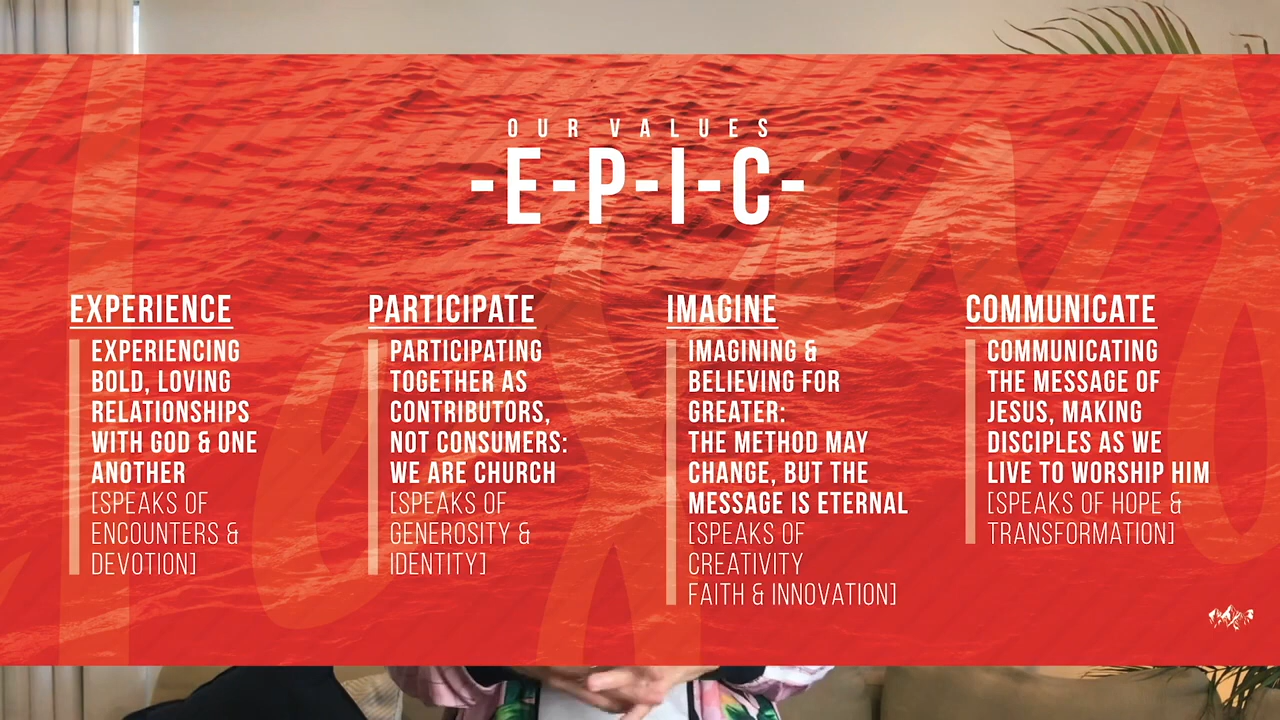 OUR VALUES
-E-P-I-C-
EXPERIENCE
EXPERIENCING
BOLD, LOVING
RELATIONSHIPS
WITH GOD & ONE
ANOTHER
[SPEAKS OF
ENCOUNTERS &
DEVOTION]
PARTICIPATE
PARTICIPATING
TOGETHER AS
CONTRIBUTORS,
NOT CONSUMERS:
WE ARE CHURCH
[SPEAKS OF
GENEROSITY &
IDENTITY]
IMAGINE
IMAGINING &
BELIEVING FOR
GREATER:
THE METHOD MAY
CHANGE, BUT THE
MESSAGE IS ETERNAL
[SPEAKS OF
CREATIVITY
FAITH & INNOVATION]
COMMUNICATE
COMMUNICATING
THE MESSAGE OF
JESUS, MAKING
DISCIPLES AS WE
LIVE TO WORSHIP HIM
[SPEAKS OF HOPE &
TRANSFORMATION]